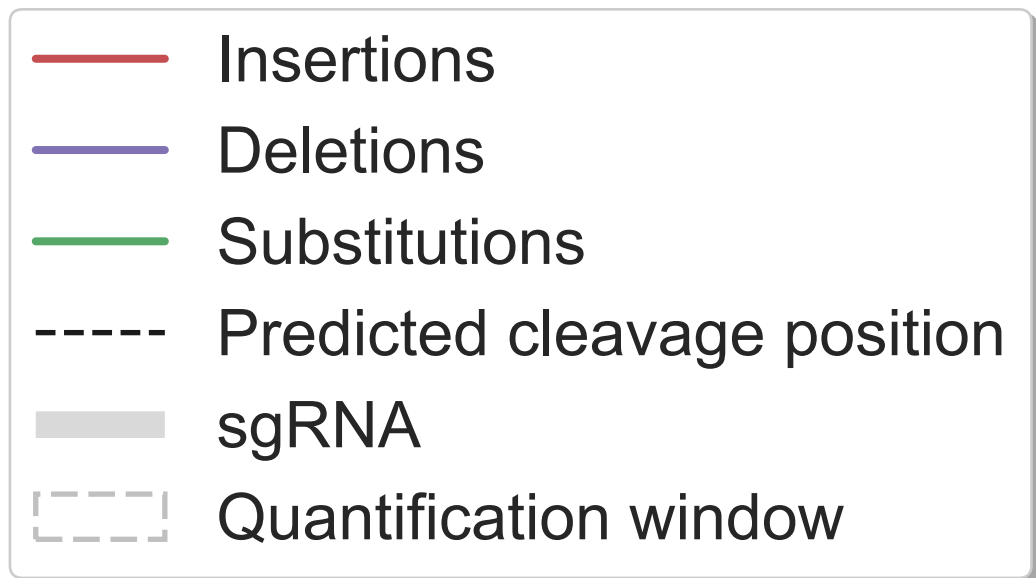 Insertions
Deletions
Substitutions
Predicted cleavage position
sgRNA
Quantification window